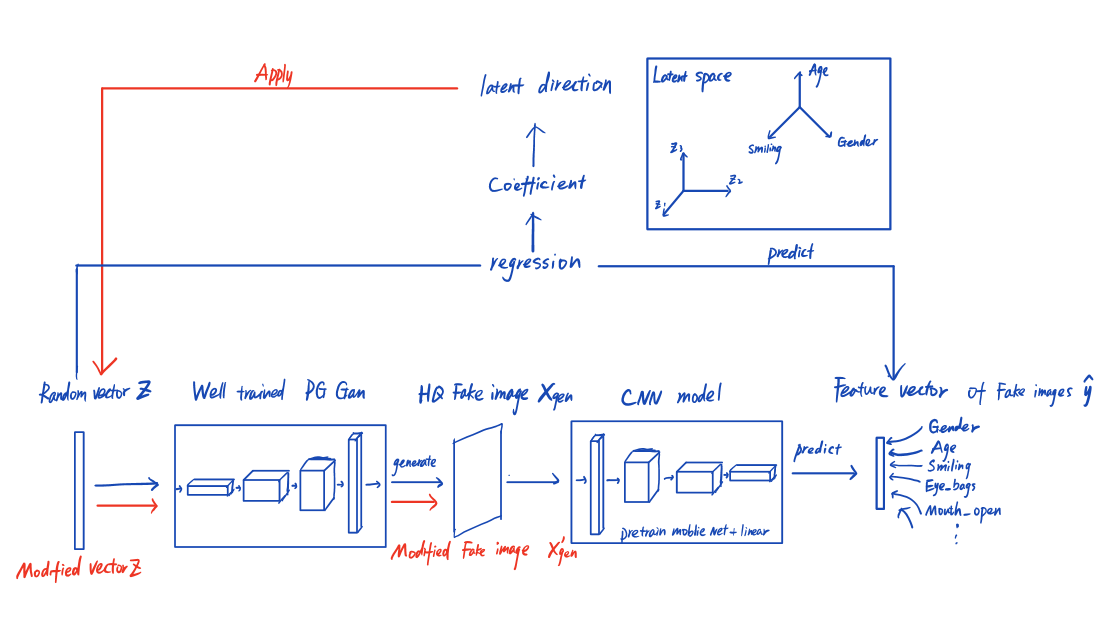 Apply
latent direction
Latent space
Age
Smiling
Gender
Z3
Z2
Z1
Coefficient
regression
predict
Random vector Z
Well trained PG Gan
HQ Fake image Xgen
CNN model
Feature vector of Fake images ŷ
generate
predict
Gender
Age
Smiling
Eye_bags
Mouth_open
pretrain moblie Net + linear
Modified vector Z
Modified Fake image X'gen